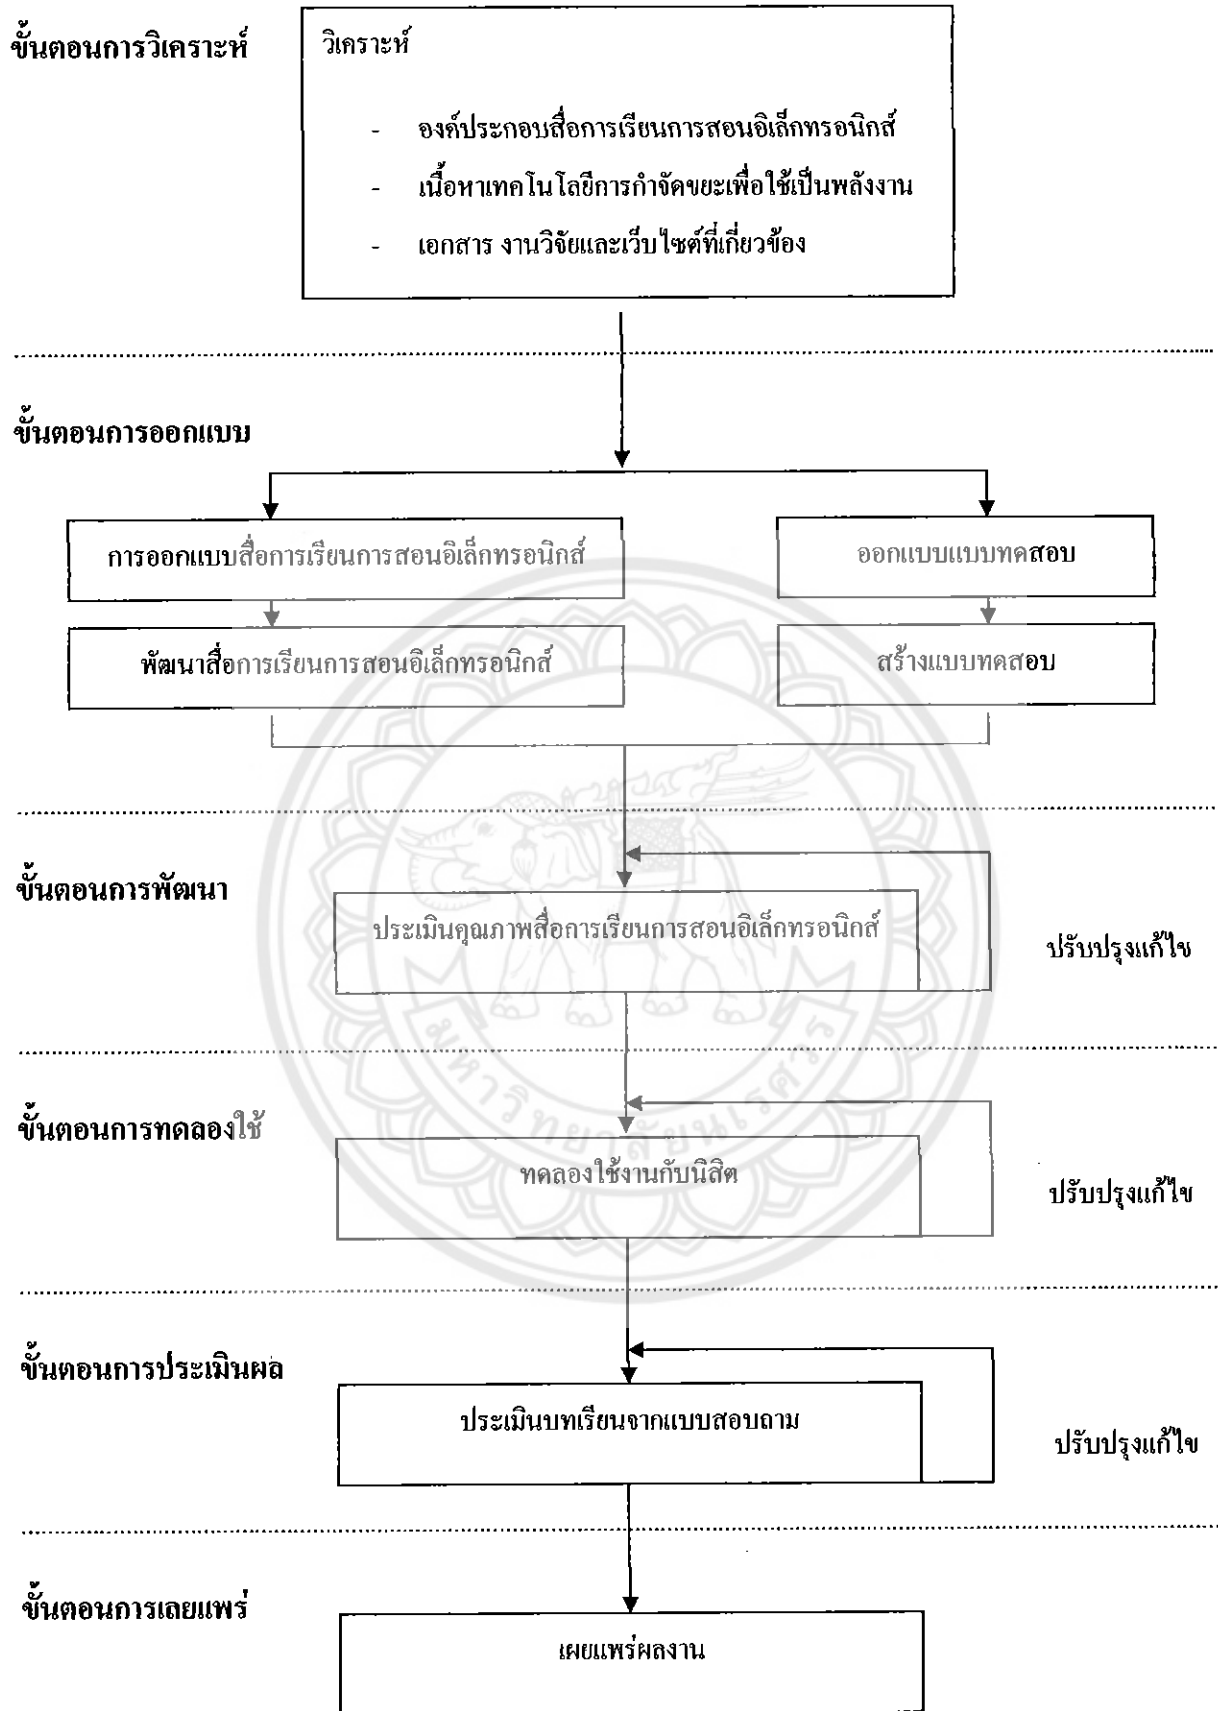 ขั้นตอนการวิเคราะห์
วิเคราะห์
- องค์ประกอบสื่อการเรียนการสอนอิเล็กทรอนิกส์
- เนื้อหาเทคโนโลยีการกำจัดขยะเพื่อใช้เป็นพลังงาน
- เอกสาร งานวิจัยและเว็บไซต์ที่เกี่ยวข้อง
ขั้นตอนการออกแบบ
การออกแบบสื่อการเรียนการสอนอิเล็กทรอนิกส์
ออกแบบแบบทดสอบ
พัฒนาสื่อการเรียนการสอนอิเล็กทรอนิกส์
สร้างแบบทดสอบ
ขั้นตอนการพัฒนา
ประเมินคุณภาพสื่อการเรียนการสอนอิเล็กทรอนิกส์
ปรับปรุงแก้ไข
มหาวิทยาลัยนเรศวร
ขั้นตอนการทดลองใช้
ทดลองใช้งานกับนิสิต
ปรับปรุงแก้ไข
ขั้นตอนการประเมินผล
ประเมินบทเรียนจากแบบสอบถาม
ปรับปรุงแก้ไข
ขั้นตอนการเลยแพร่
เผยแพร่ผลงาน